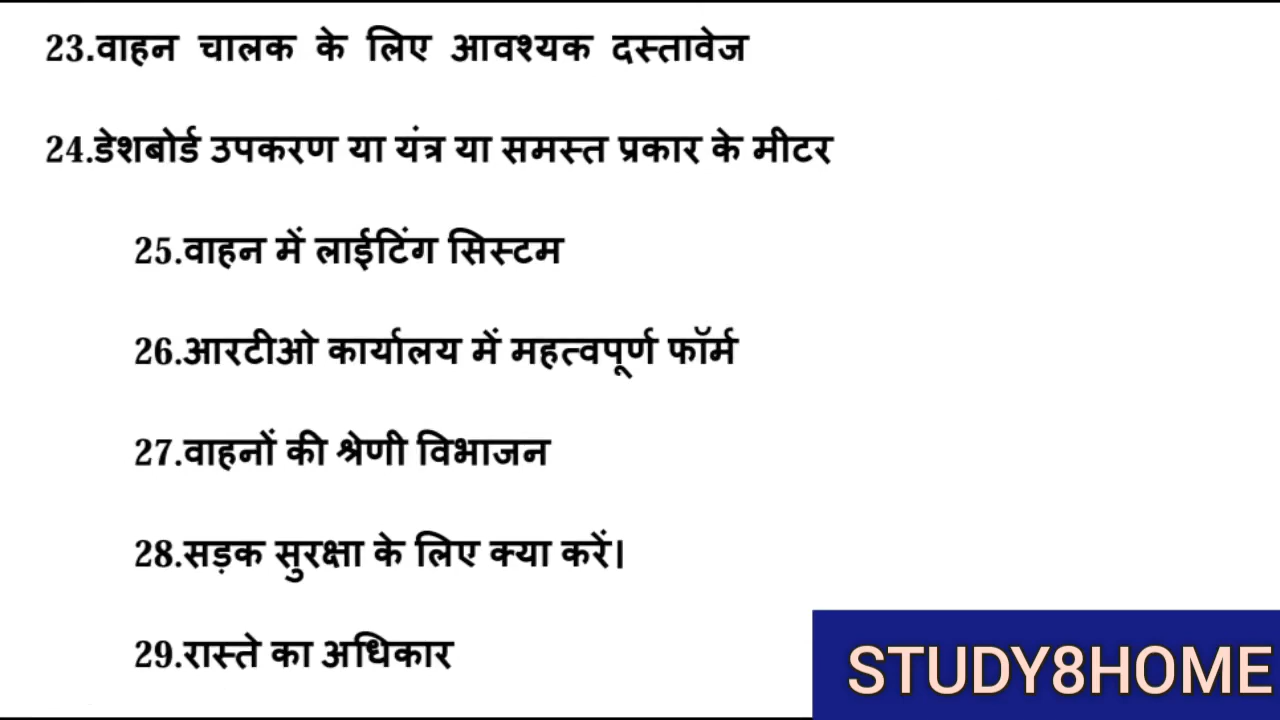 23.वाहन चालक के लिए आवश्यक दस्तावेज
24.डेशबोर्ड उपकरण या यंत्र या समस्त प्रकार के मीटर
25.वाहन में लाईटिंग सिस्टम
26.आरटीओ कार्यालय में महत्वपूर्ण फॉर्म
27.वाहनों की श्रेणी विभाजन
28.सड़क सुरक्षा के लिए क्या करें।
29.रास्ते का अधिकार
STUDY8HOME